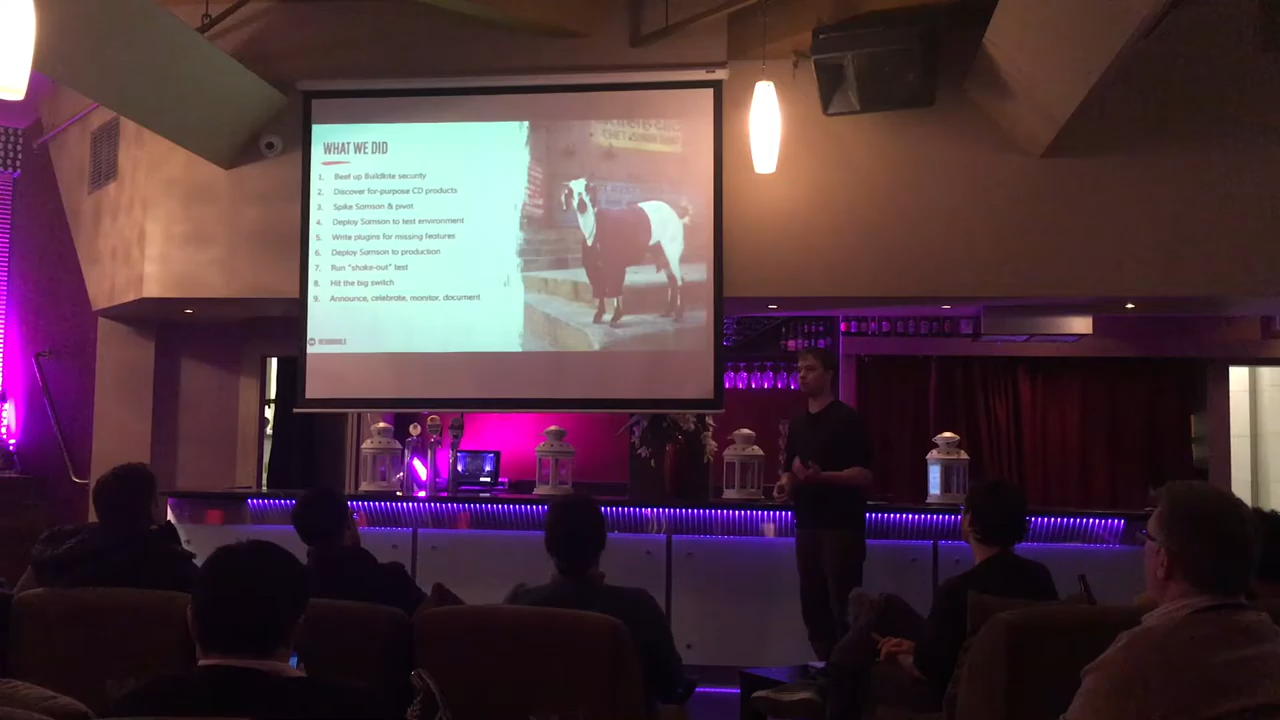 WHAT WE DID
1. Beef up Buildkite security
2. Discover for-purpose CD products
3. Spike Samson & pivot
4. Deploy Samson to test environment
5. Write plugins for missing features
6. Deploy Samson to production
7. Run "shake-out" test
8. Hit the big switch
9. Announce, celebrate, monitor, document
REDBUBBLE